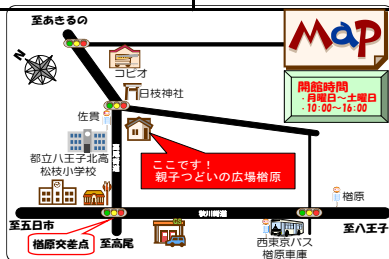 至あきるの
MaP
N
コピオ
開館時間
・月曜日～土曜日
・10:00～16:00
日枝神社
佐貫
都立八王子北高
松枝小学校
ここです！
親子つどいの広場楢原
楢原
秋川街道
至五日市
至八王子
楢原交差点
至高尾
西東京バス
楢原車庫